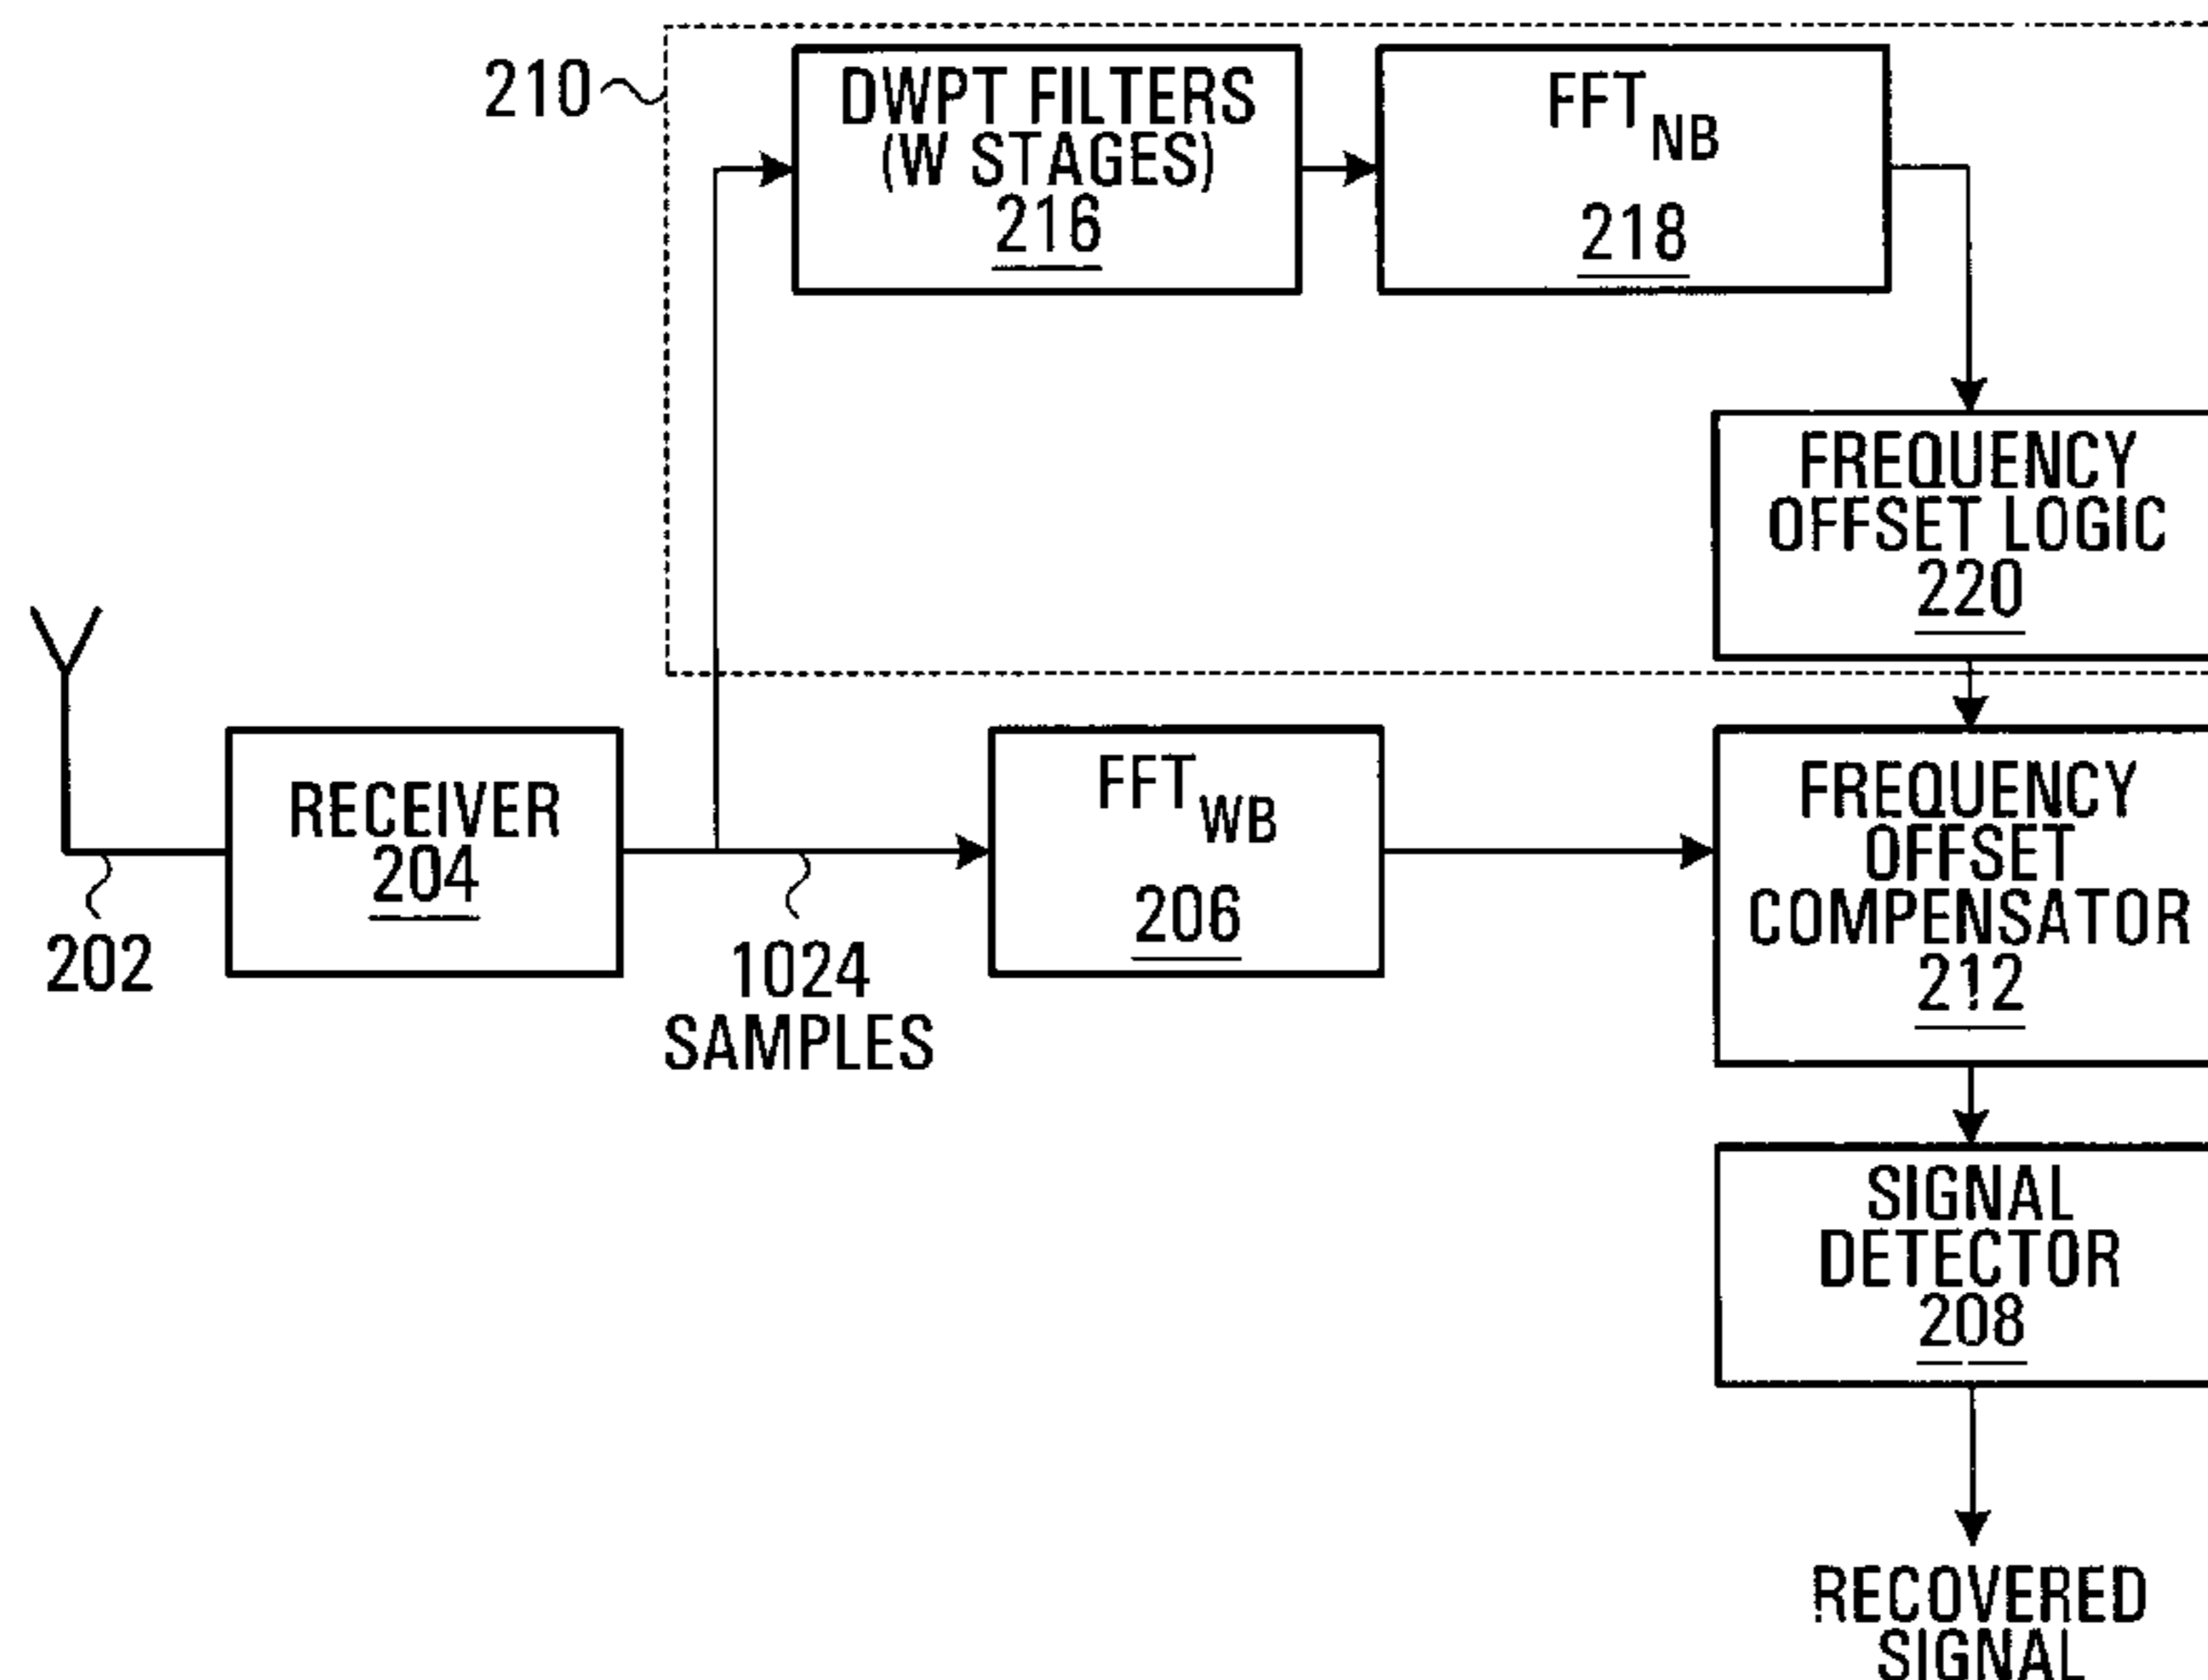 210
DWPT FILTERS
(W STAGES)
216
FFT NB
218
FREQUENCY
OFFSET LOGIC
220
202
RECEIVER
204
1024
SAMPLES
FFT WB
206
FREQUENCY
OFFSET
COMPENSATOR
212
SIGNAL
DETECTOR
208
RECOVERED
SIGNAL